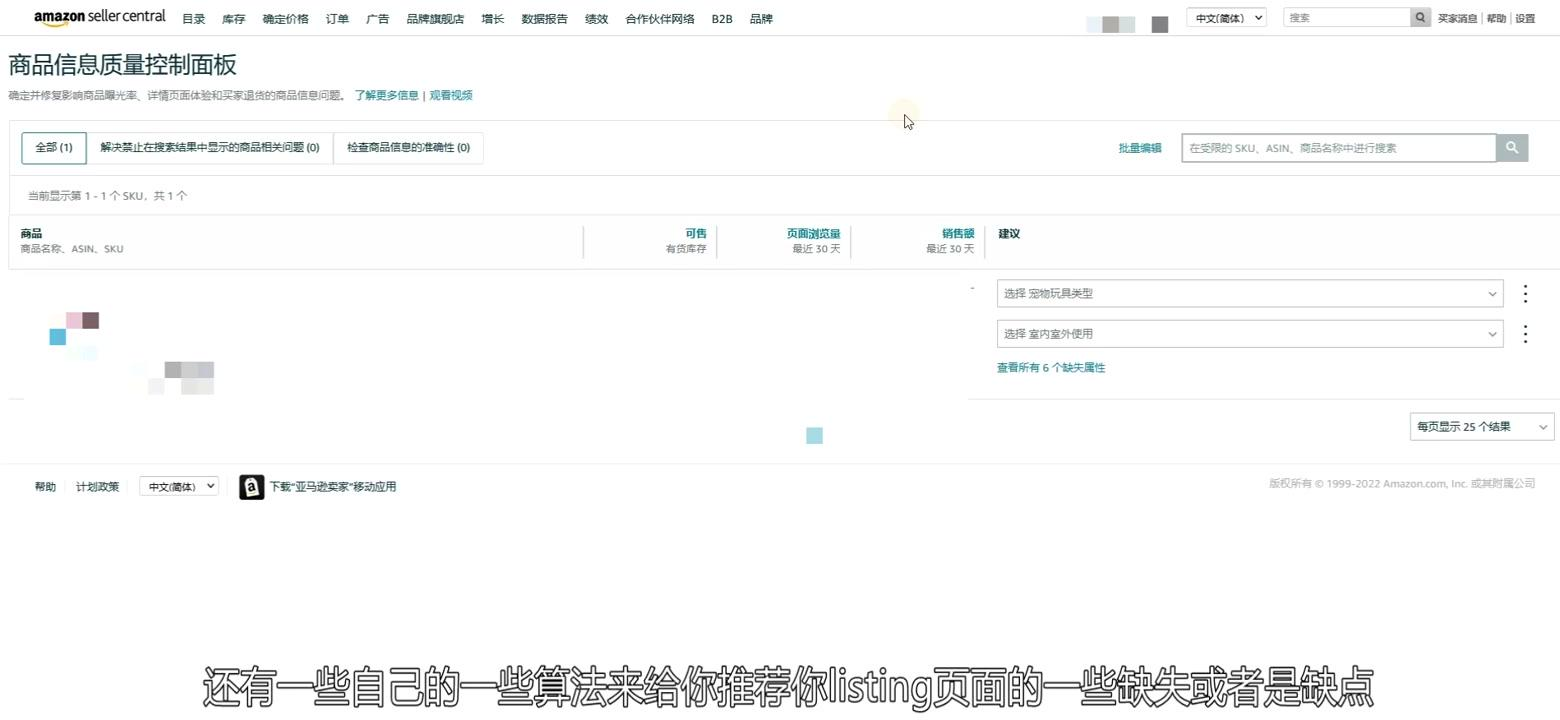 amazon seller central 目录 库存 确定价格 订单 广告 品牌旗舰店 增长 数据报告 绩效 合作伙伴网络 B2B 品牌 中文(简体) 搜索 买家消息 | 帮助 | 设置
商品信息质量控制面板
确定并修复影响商品曝光率、详情页面体验和买家退货的商品信息问题。 了解更多信息 | 观看视频
全部 (1) 解决禁止在搜索结果中显示的商品相关问题 (0) 检查商品信息的准确性 (0) 批量编辑 在受限的 SKU、ASIN、商品名称中进行搜索
当前显示第 1 - 1 个 SKU，共 1 个
商品 可售 页面浏览量 销售额 建议
商品名称、ASIN、SKU 有货库存 最近 30 天 最近 30 天
- 选择 宠物玩具类型
选择 室内室外使用
查看所有 6 个缺失属性
每页显示 25 个结果
帮助 计划政策 中文(简体) a 下载“亚马逊卖家”移动应用 版权所有 © 1999-2022 Amazon.com, Inc. 或其附属公司
还有一些自己的一些算法来给你推荐你listing页面的一些缺失或者是缺点